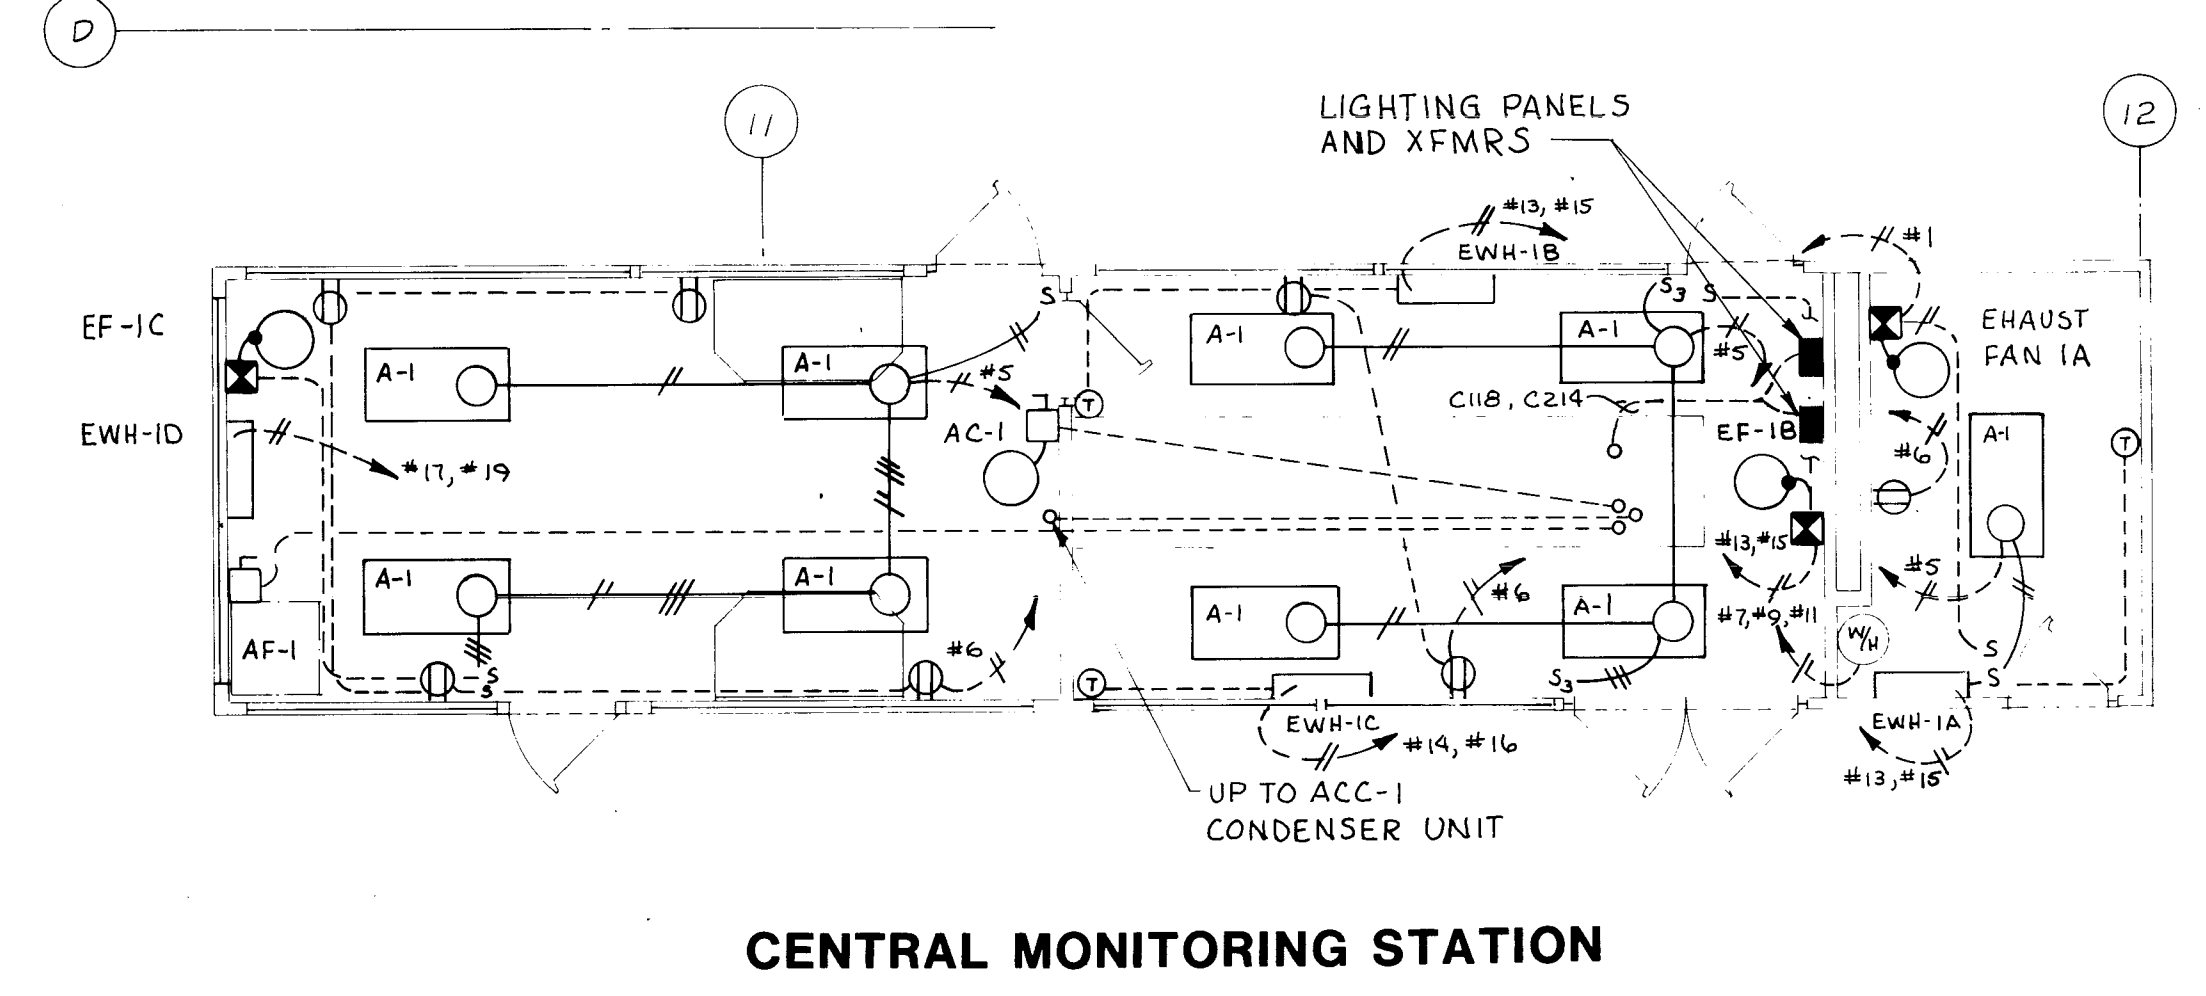 D
11
12
LIGHTING PANELS
AND XFMRS
#13, #15
EWH-1B
#1
S
S3
S
EF-1C
EHAUST
FAN 1A
A-1
A-1
A-1
A-1
#5
#5
T
C118, C214
AC-1
EF-1B
A-1
T
EWH-1D
#6
#17, #19
#13, #15
#5
A-1
A-1
A-1
A-1
#6
#7, #9, #11
W/H
AF-1
#6
S
S
S3
S
S
T
EWH-1C
EWH-1A
#14, #16
#13, #15
UP TO ACC-1
CONDENSER UNIT
CENTRAL MONITORING STATION